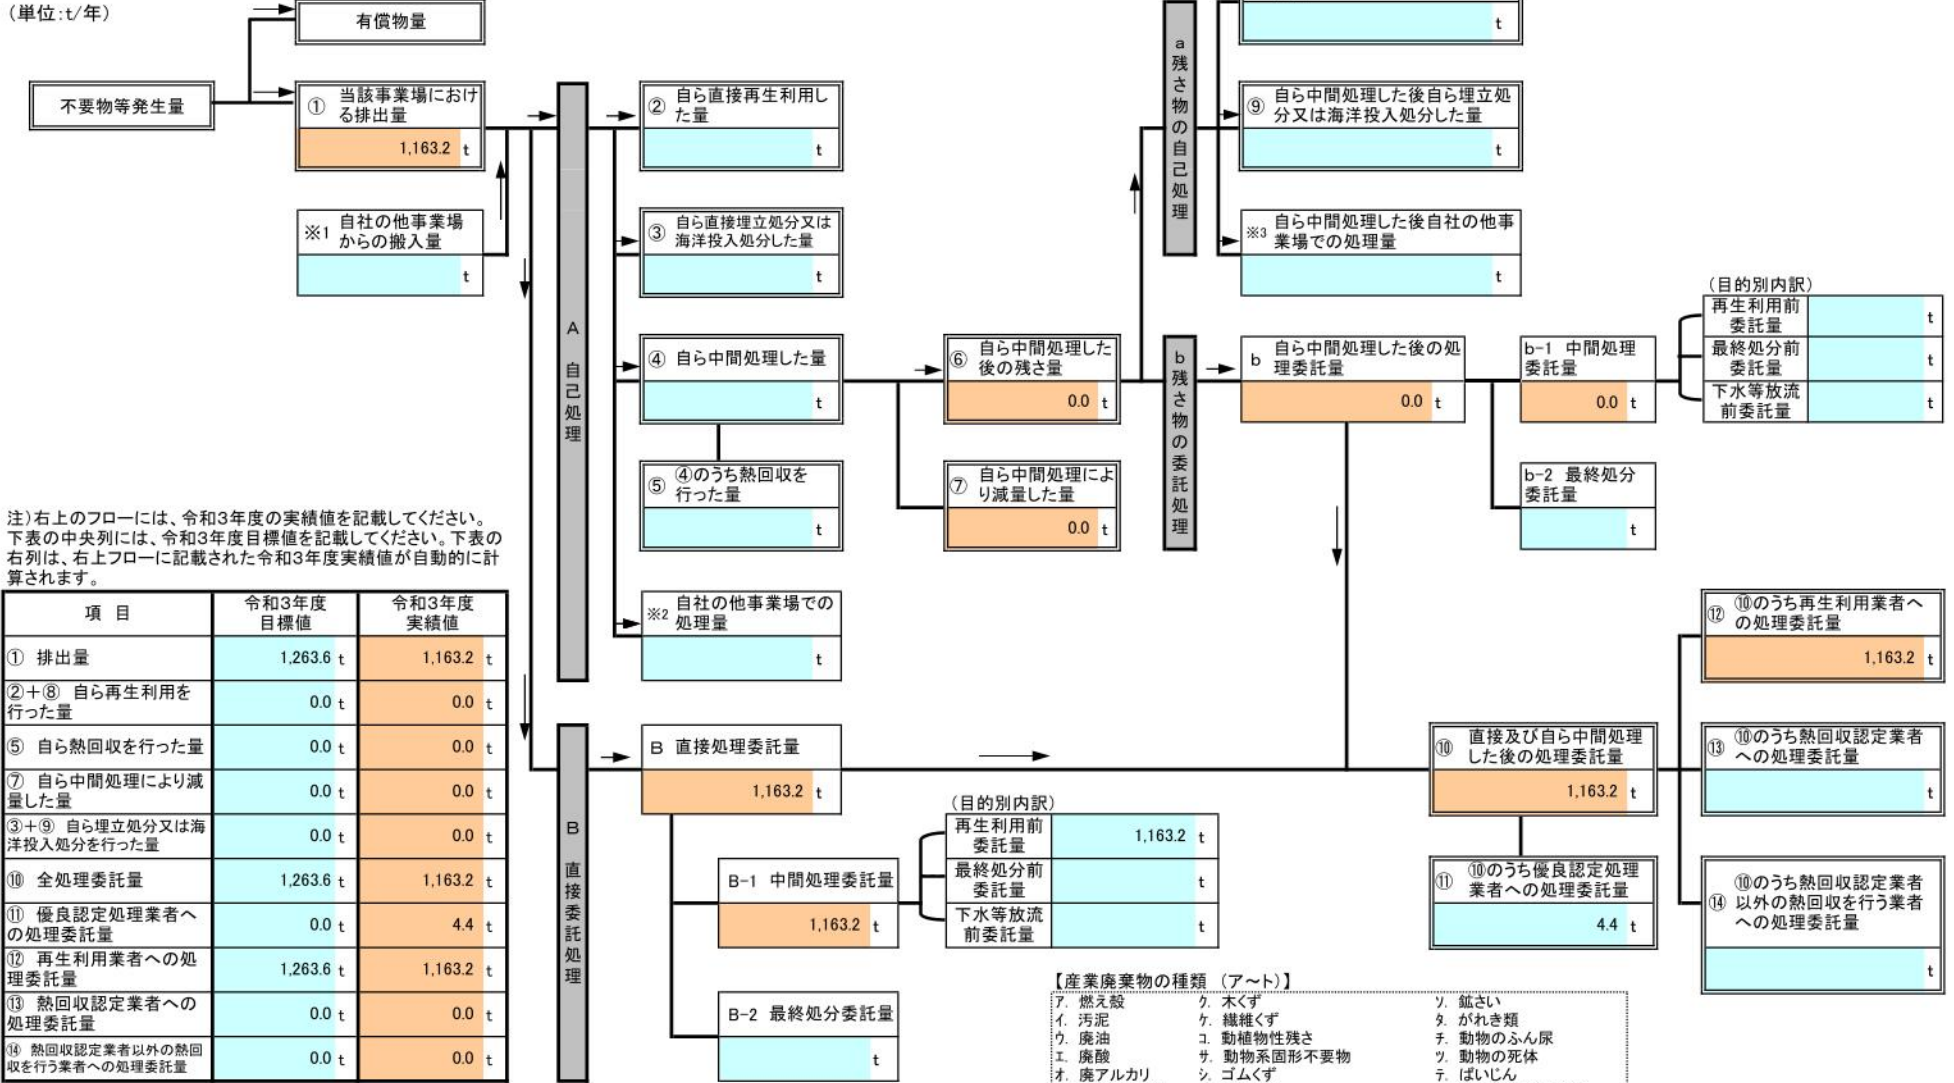 (単位:t/年)
有償物量
不要物等発生量
① 当該事業場におけ
る排出量
1,163.2 t
※1 自社の他事業場
からの搬入量
t
A 自己処理
② 自ら直接再生利用し
た量
t
③ 自ら直接埋立処分又は
海洋投入処分した量
t
④ 自ら中間処理した量
t
⑤ ④のうち熱回収を
行った量
t
※2 自社の他事業場での
処理量
t
⑥ 自ら中間処理した
後の残さ量
0.0 t
⑦ 自ら中間処理によ
り減量した量
0.0 t
a 残さ物の自己処理
t
⑨ 自ら中間処理した後自ら埋立処
分又は海洋投入処分した量
t
※3 自ら中間処理した後自社の他事
業場での処理量
t
b 残さ物の委託処理
b 自ら中間処理した後の処
理委託量
0.0 t
b-1 中間処理
委託量
0.0 t
b-2 最終処分
委託量
t
(目的別内訳)
再生利用前
委託量
t
最終処分前
委託量
t
下水等放流
前委託量
t
注)右上のフローには、令和3年度の実績値を記載してください。
下表の中央列には、令和3年度目標値を記載してください。下表の
右列は、右上フローに記載された令和3年度実績値が自動的に計
算されます。
項 目
令和3年度
目標値
令和3年度
実績値
① 排出量 1,263.6 t 1,163.2 t
②+⑧ 自ら再生利用を
行った量 0.0 t 0.0 t
⑤ 自ら熱回収を行った量 0.0 t 0.0 t
⑦ 自ら中間処理により減
量した量 0.0 t 0.0 t
③+⑨ 自ら埋立処分又は海
洋投入処分を行った量 0.0 t 0.0 t
⑩ 全処理委託量 1,263.6 t 1,163.2 t
⑪ 優良認定処理業者へ
の処理委託量 0.0 t 4.4 t
⑫ 再生利用業者への処
理委託量 1,263.6 t 1,163.2 t
⑬ 熱回収認定業者への
処理委託量 0.0 t 0.0 t
⑭ 熱回収認定業者以外の熱回
収を行う業者への処理委託量 0.0 t 0.0 t
B 直接委託処理
B 直接処理委託量
1,163.2 t
B-1 中間処理委託量
1,163.2 t
B-2 最終処分委託量
t
(目的別内訳)
再生利用前
委託量
1,163.2 t
最終処分前
委託量
t
下水等放流
前委託量
t
⑩ 直接及び自ら中間処理
した後の処理委託量
1,163.2 t
⑪ ⑩のうち優良認定処理
業者への処理委託量
4.4 t
⑫ ⑩のうち再生利用業者へ
の処理委託量
1,163.2 t
⑬ ⑩のうち熱回収認定業者
への処理委託量
t
⑭ ⑩のうち熱回収認定業者
以外の熱回収を行う業者
への処理委託量
t
【産業廃棄物の種類 (ア~ト)】
ア. 燃え殻 ク. 木くず ソ. 鉱さい
イ. 汚泥 ケ. 繊維くず タ. がれき類
ウ. 廃油 コ. 動植物性残さ チ. 動物のふん尿
エ. 廃酸 サ. 動物系固形不要物 ツ. 動物の死体
オ. 廃アルカリ シ. ゴムくず テ. ばいじん